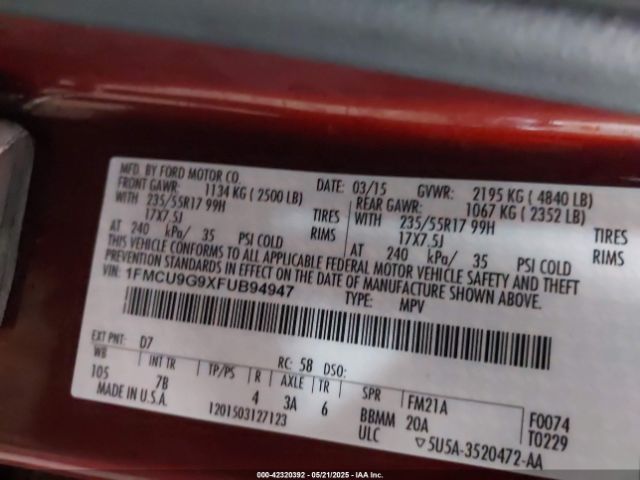 MFD. BY FORD MOTOR CO.
DATE: 03/15 GVWR: 2195 KG ( 4840 LB)
FRONT GAWR: 1134 KG ( 2500 LB) REAR GAWR: 1067 KG ( 2352 LB)
WITH 235/55R17 99H TIRES WITH 235/55R17 99H TIRES
17X7.5J RIMS 17X7.5J RIMS
AT 240 kPa/ 35 PSI COLD AT 240 kPa/ 35 PSI COLD
THIS VEHICLE CONFORMS TO ALL APPLICABLE FEDERAL MOTOR VEHICLE SAFETY AND THEFT
PREVENTION STANDARDS IN EFFECT ON THE DATE OF MANUFACTURE SHOWN ABOVE.
VIN: 1FMCU9G9XFUB94947
TYPE: MPV
EXT PNT: D7 RC: 58 DSO:
WB INT TR TP/PS R AXLE TR SPR FM21A F0074
105 7B 4 3A 6 BBMM 20A T0229
MADE IN U.S.A. 1201503127123 ULC ▽5U5A-3520472-AA
000-42320392 - 05/21/2025 - IAA Inc.